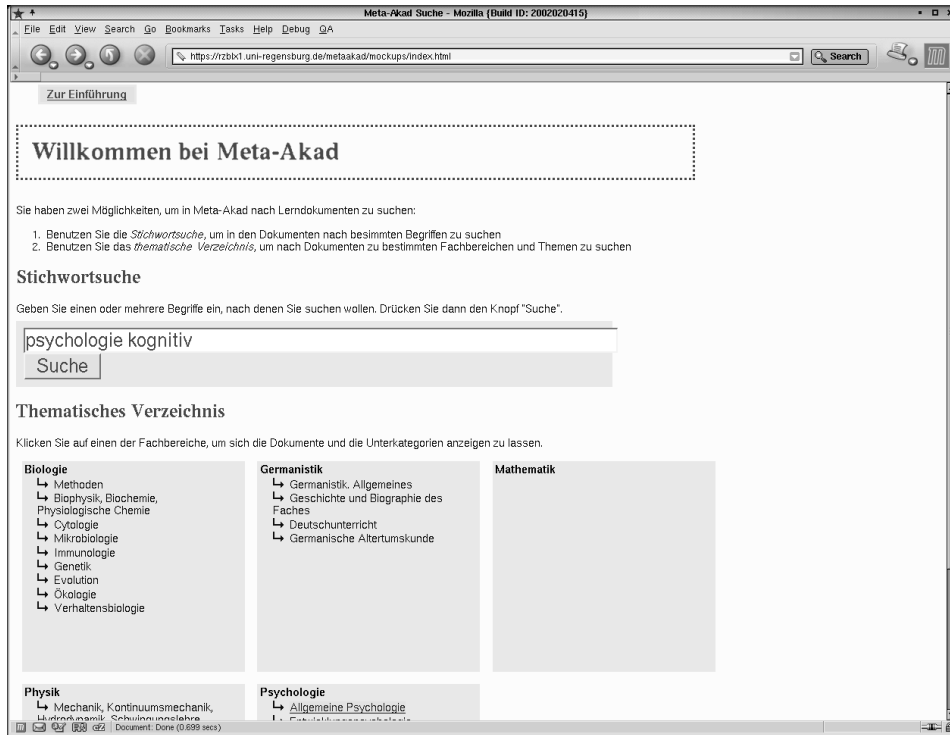 Meta-Akad Suche - Mozilla {Build ID: 2002020415}
File Edit View Search Go Bookmarks Tasks Help Debug QA
https://rzblx1.uni-regensburg.de/metaakad/mockups/index.html Search
Zur Einführung
Willkommen bei Meta-Akad
Sie haben zwei Möglichkeiten, um in Meta-Akad nach Lerndokumenten zu suchen:
1. Benutzen Sie die Stichwortsuche, um in den Dokumenten nach besimmten Begriffen zu suchen
2. Benutzen Sie das thematische Verzeichnis, um nach Dokumenten zu bestimmten Fachbereichen und Themen zu suchen
Stichwortsuche
Geben Sie einen oder mehrere Begriffe ein, nach denen Sie suchen wollen. Drücken Sie dann den Knopf "Suche".
psychologie kognitiv
Suche
Thematisches Verzeichnis
Klicken Sie auf einen der Fachbereiche, um sich die Dokumente und die Unterkategorien anzeigen zu lassen.
Biologie
Methoden
Biophysik, Biochemie,
Physiologische Chemie
Cytologie
Mikrobiologie
Immunologie
Genetik
Evolution
Ökologie
Verhaltensbiologie
Germanistik
Germanistik. Allgemeines
Geschichte und Biographie des
Faches
Deutschunterricht
Germanische Altertumskunde
Mathematik
Physik
Mechanik, Kontinuumsmechanik,
Hydrodynamik, Schwingungslehre
Psychologie
Allgemeine Psychologie
Entwicklungspsychologie
Document: Done (0.699 secs)